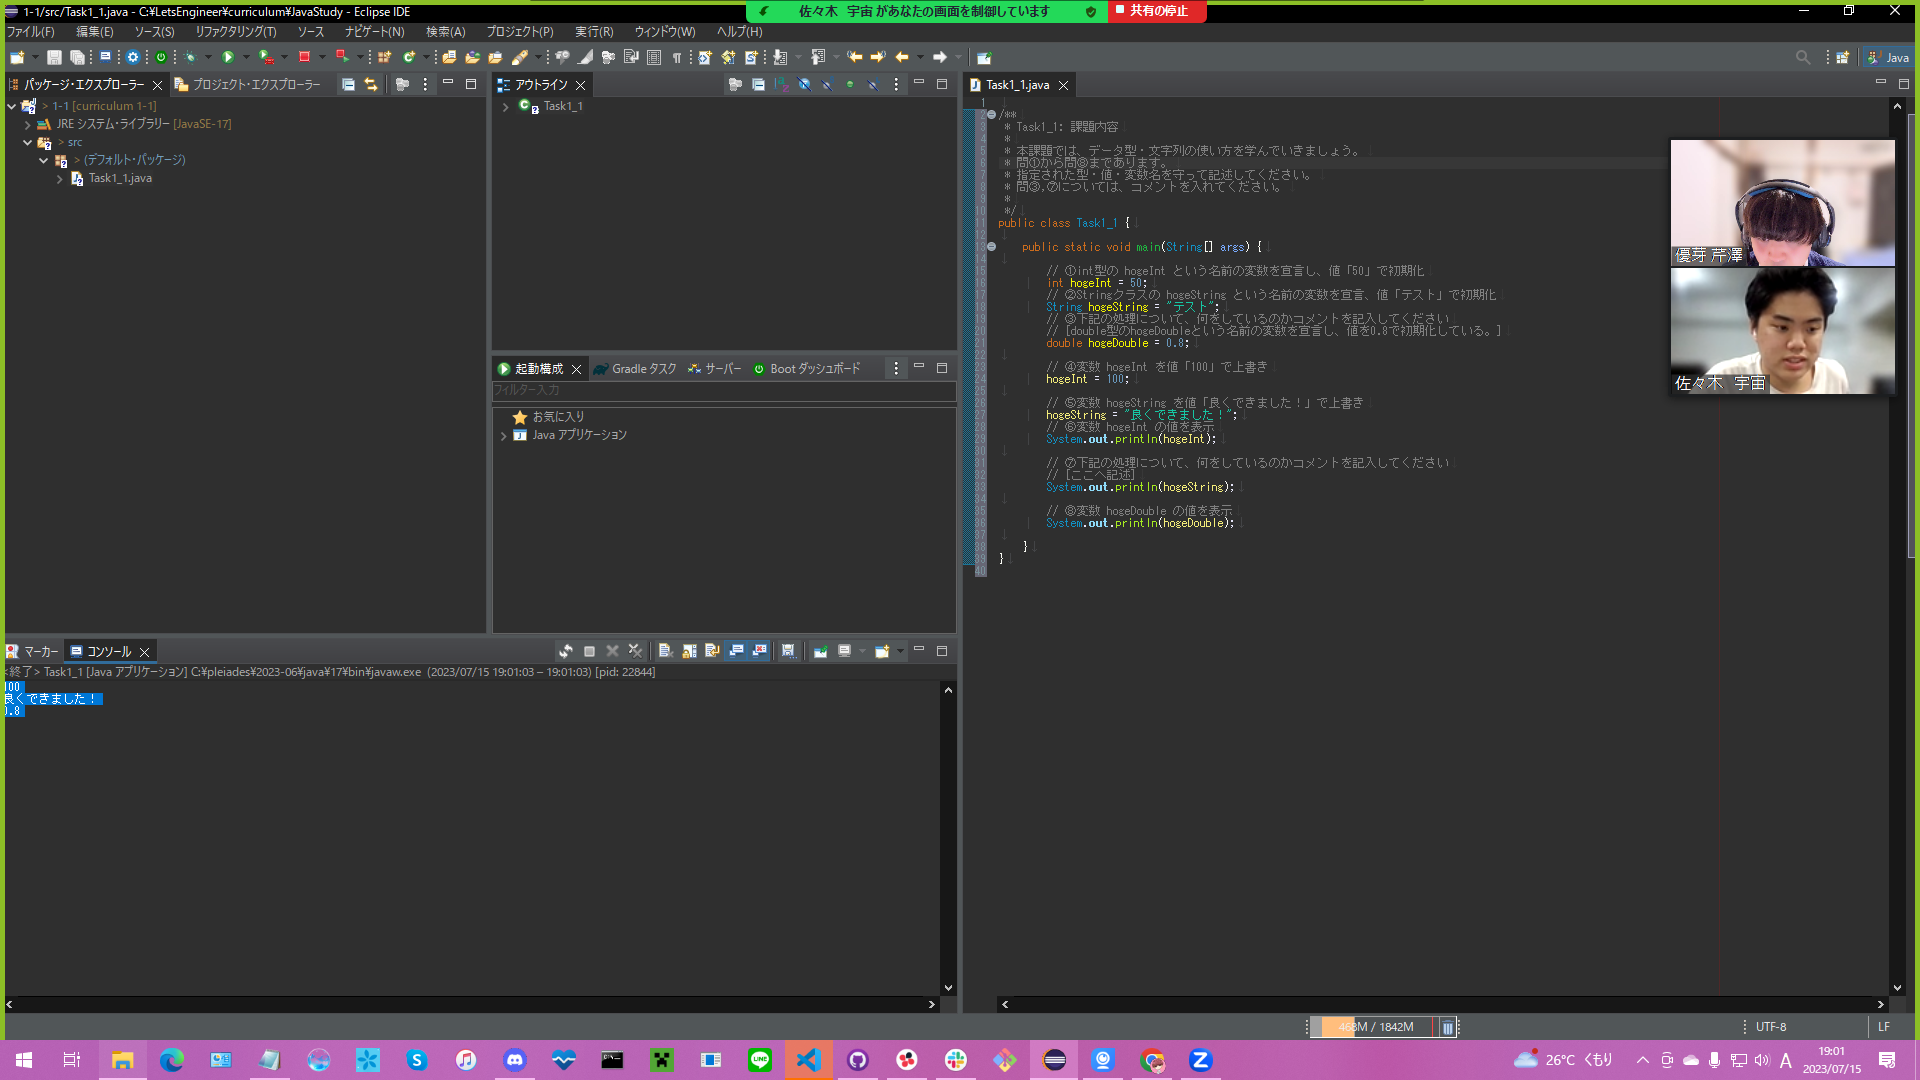 1-1/src/Task1_1.java - C:¥LetsEngineer¥curriculum¥JavaStudy - Eclipse IDE
佐々木 宇宙 があなたの画面を制御しています
共有の停止
ファイル(F) 編集(E) ソース(S) リファクタリング(T) ソース ナビゲート(N) 検索(A) プロジェクト(P) 実行(R) ウィンドウ(W) ヘルプ(H)
Java
パッケージ・エクスプローラー
プロジェクト・エクスプローラー
> 1-1 [curriculum 1-1]
JRE システム・ライブラリー [JavaSE-17]
> src
> (デフォルト・パッケージ)
Task1_1.java
アウトライン
Task1_1
起動構成
Gradle タスク
サーバー
Boot ダッシュボード
フィルター入力
お気に入り
Java アプリケーション
Task1_1.java
/**
* Task1_1: 課題内容
*
* 本課題では、データ型・文字列の使い方を学んでいきましょう。
* 問①から問⑧まであります。
* 指定された型・値・変数名を守って記述してください。
* 問③,⑦については、コメントを入れてください。
*
*/
public class Task1_1 {
public static void main(String[] args) {
// ①int型の hogeInt という名前の変数を宣言し、値「50」で初期化
int hogeInt = 50;
// ②Stringクラスの hogeString という名前の変数を宣言、値「テスト」で初期化
String hogeString = "テスト";
// ③下記の処理について、何をしているのかコメントを記入してください
// [double型のhogeDoubleという名前の変数を宣言し、値を0.8で初期化している。]
double hogeDouble = 0.8;
// ④変数 hogeInt を値「100」で上書き
hogeInt = 100;
// ⑤変数 hogeString を値「良くできました！」で上書き
hogeString = "良くできました！";
// ⑥変数 hogeInt の値を表示
System.out.println(hogeInt);
// ⑦下記の処理について、何をしているのかコメントを記入してください
// [ここへ記述]
System.out.println(hogeString);
// ⑧変数 hogeDouble の値を表示
System.out.println(hogeDouble);
}
}
優芽 芹澤
佐々木 宇宙
マーカー
コンソール
<終了> Task1_1 [Java アプリケーション] C:¥pleiades¥2023-06¥java¥17¥bin¥javaw.exe (2023/07/15 19:01:03 – 19:01:03) [pid: 22844]
100
良くできました！
0.8
468M / 1842M
UTF-8
LF
26°C くもり
A
19:01
2023/07/15